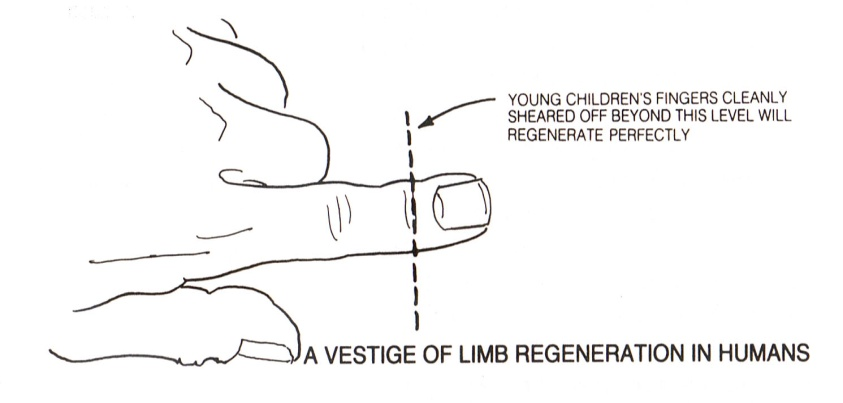 YOUNG CHILDREN'S FINGERS CLEANLY
SHEARED OFF BEYOND THIS LEVEL WILL
REGENERATE PERFECTLY
A VESTIGE OF LIMB REGENERATION IN HUMANS